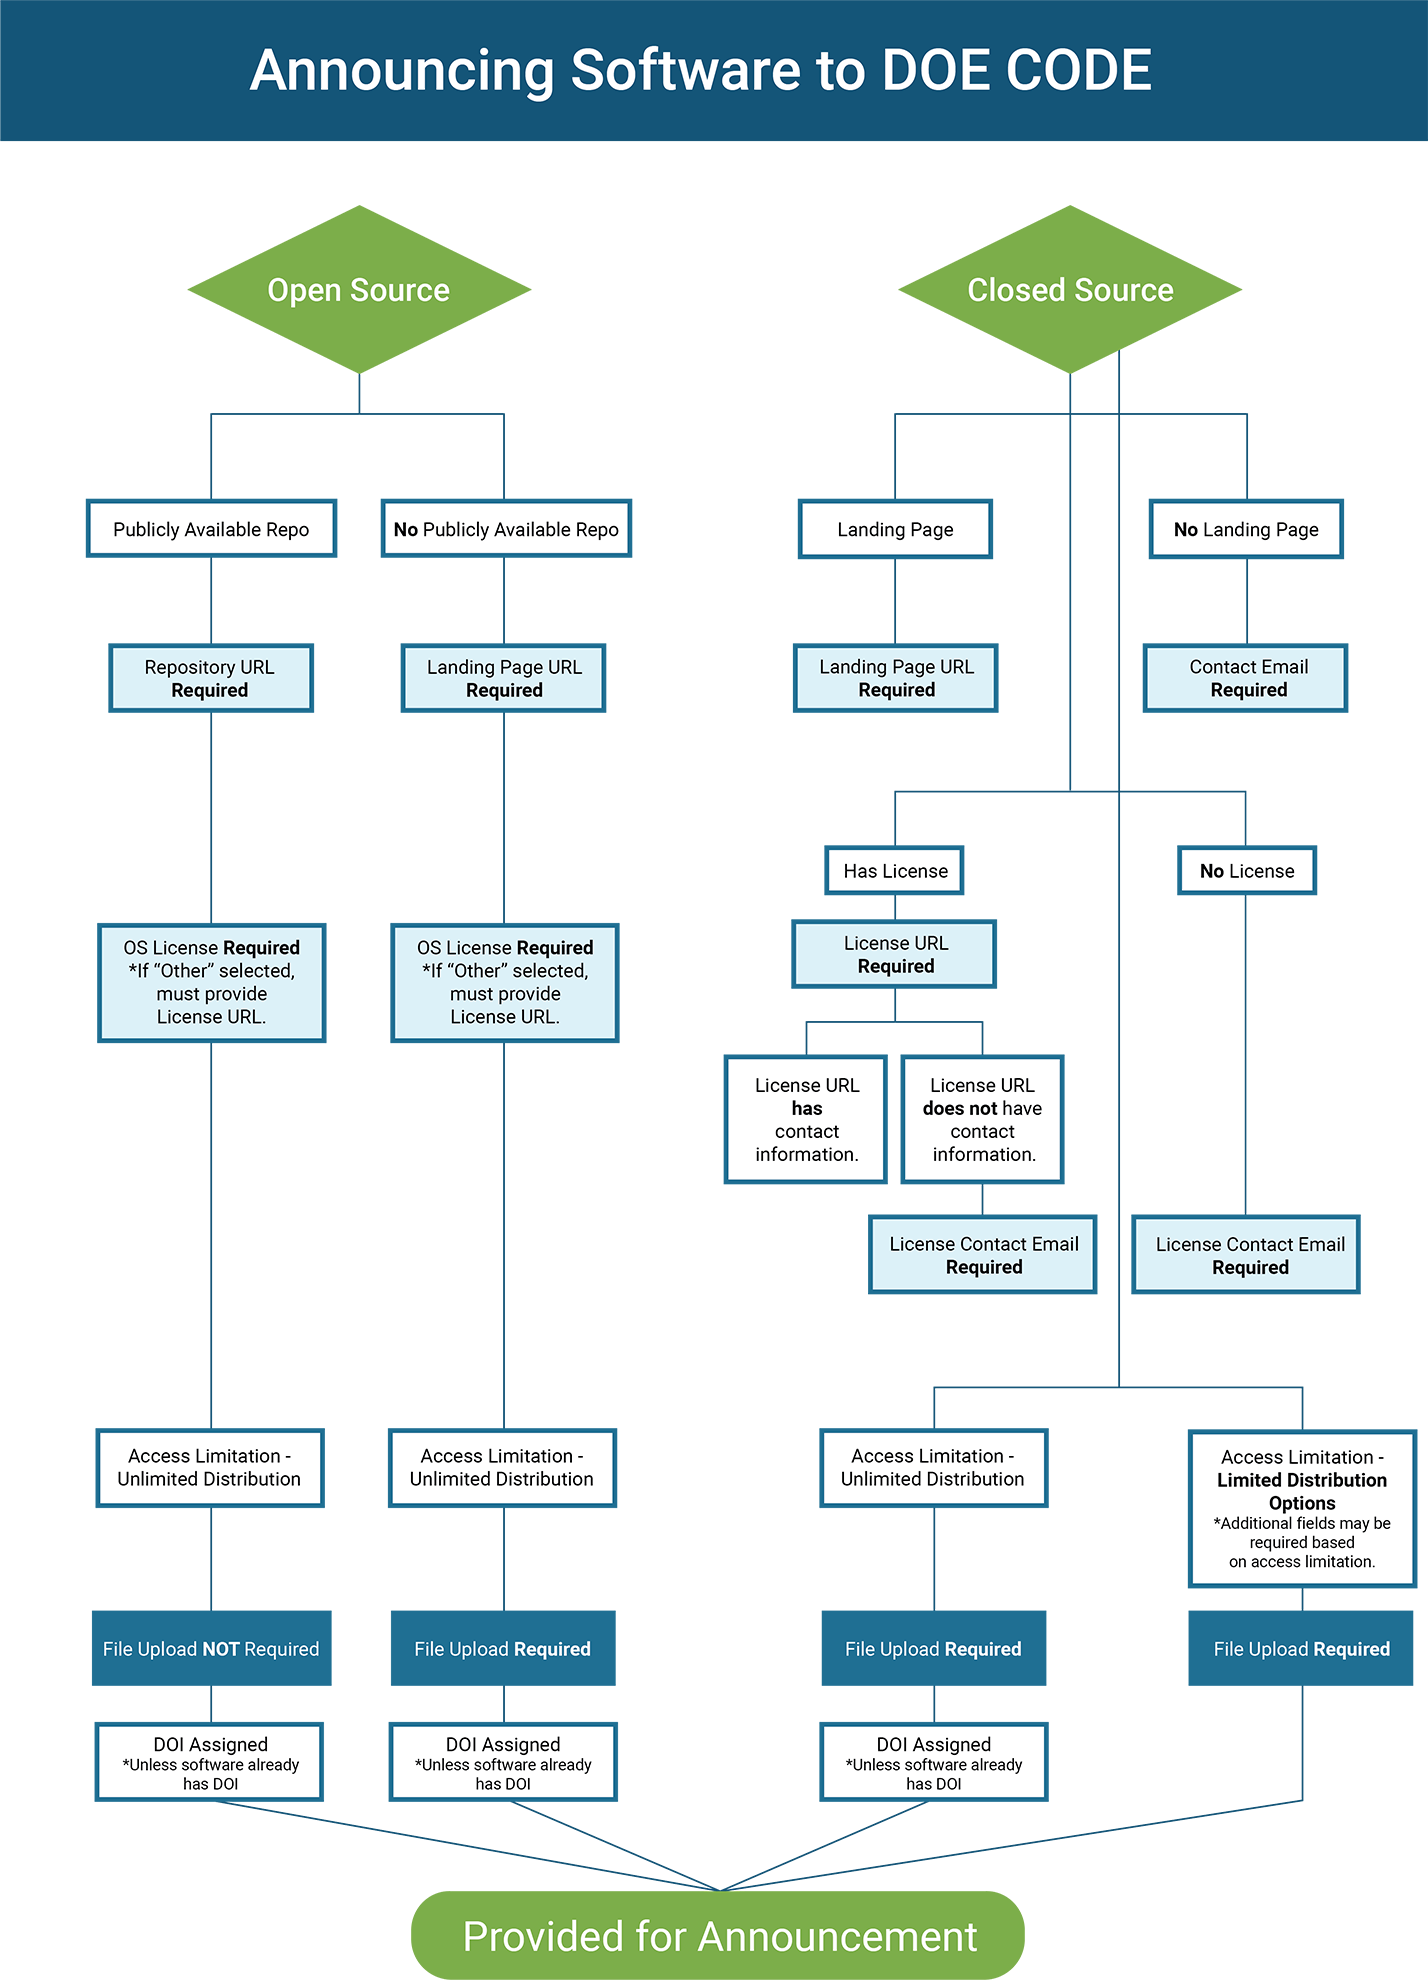 Announcing Software to DOE CODE
Open Source
Closed Source
Publicly Available Repo
No Publicly Available Repo
Landing Page
No Landing Page
Repository URL
Required
Landing Page URL
Required
Landing Page URL
Required
Contact Email
Required
Has License
No License
License URL
Required
OS License Required
*If “Other” selected,
must provide
License URL.
OS License Required
*If “Other” selected,
must provide
License URL.
License URL
has
contact
information.
License URL
does not have
contact
information.
License Contact Email
Required
License Contact Email
Required
Access Limitation -
Unlimited Distribution
Access Limitation -
Unlimited Distribution
Access Limitation -
Unlimited Distribution
Access Limitation -
Limited Distribution
Options
*Additional fields may be
required based
on access limitation.
File Upload NOT Required
File Upload Required
File Upload Required
File Upload Required
DOI Assigned
*Unless software already
has DOI
DOI Assigned
*Unless software already
has DOI
DOI Assigned
*Unless software already
has DOI
Provided for Announcement